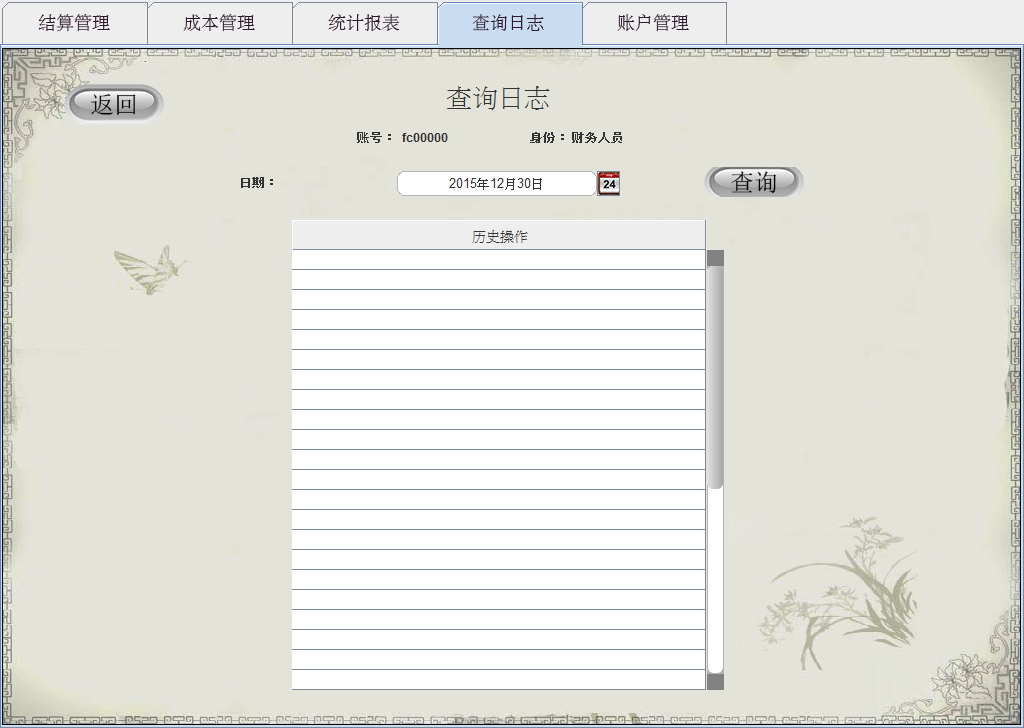 结算管理 成本管理 统计报表 查询日志 账户管理
返回
查询日志
账号： fc00000 身份：财务人员
日期： 2015年12月30日 24 查询
历史操作